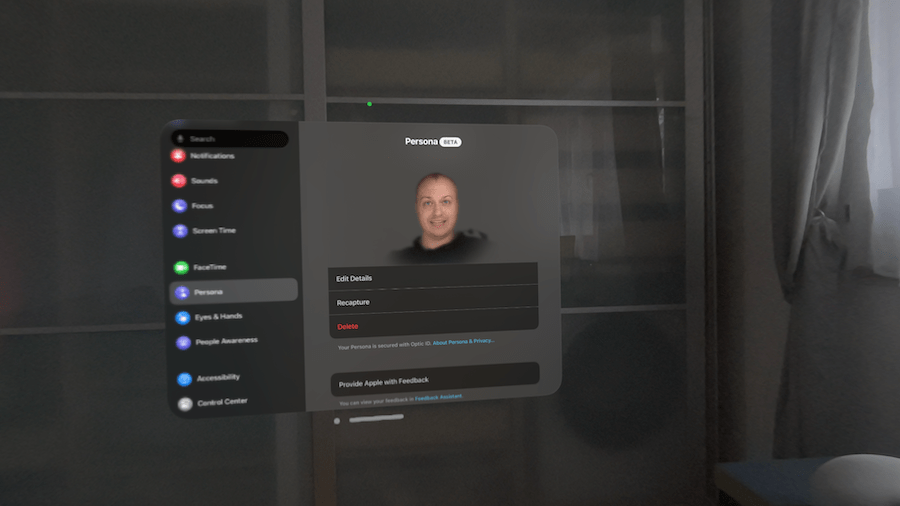 Search
Notifications
Sounds
Focus
Screen Time
FaceTime
Persona
Eyes & Hands
People Awareness
Accessibility
Control Center
Persona BETA
Edit Details
Recapture
Delete
Your Persona is secured with Optic ID. About Persona & Privacy...
Provide Apple with Feedback
You can view your feedback in Feedback Assistant.